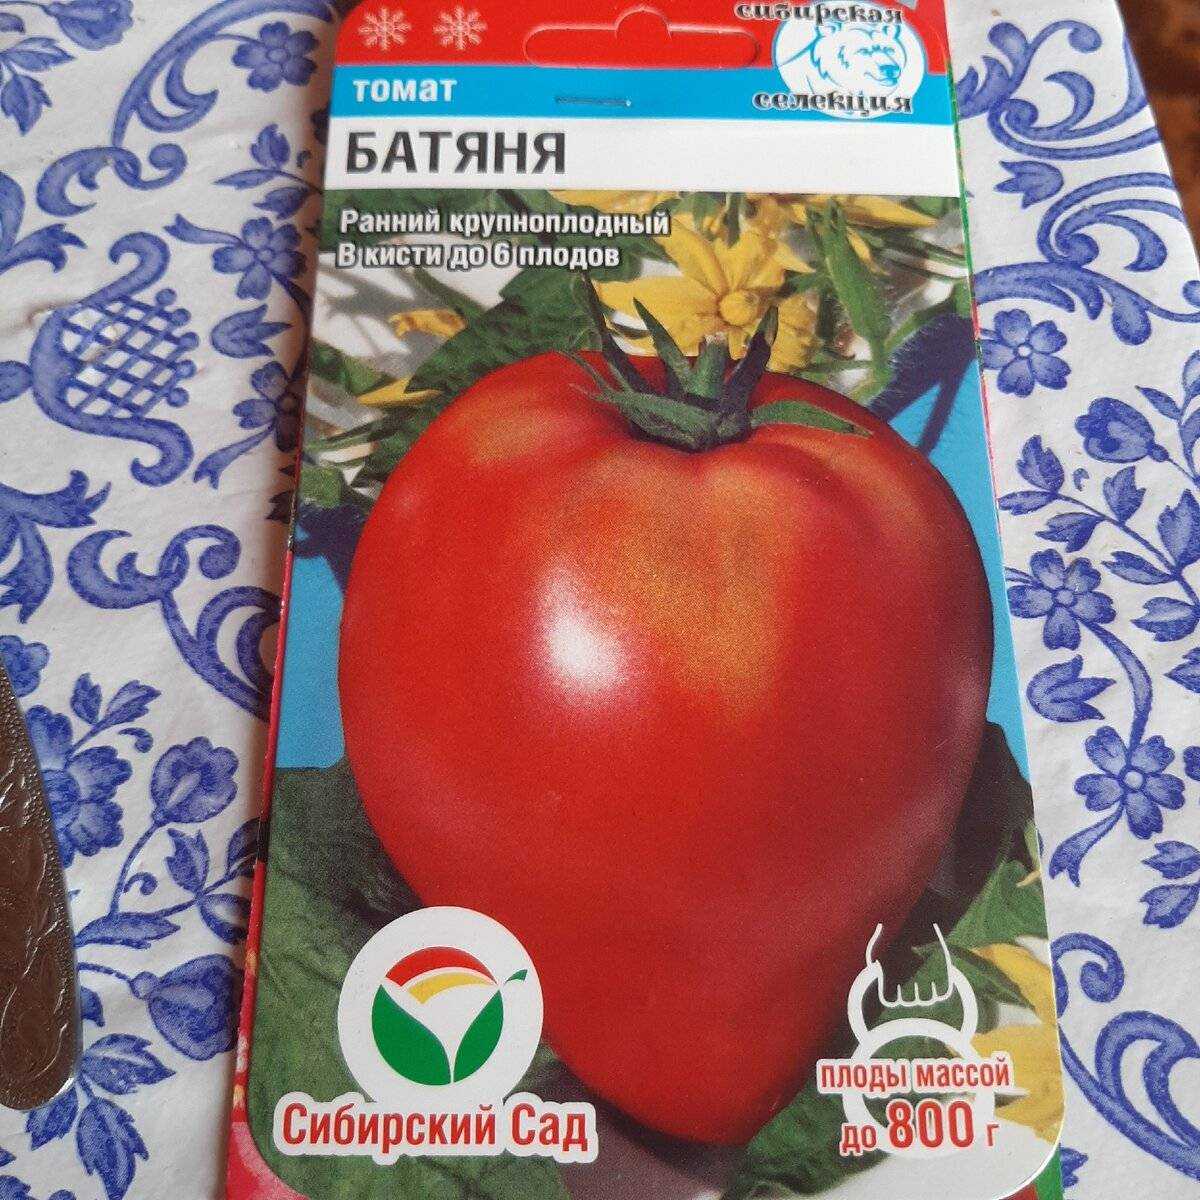 сибирская
селекция
томат
БАТЯНЯ
Ранний крупноплодный
В кисти до 6 плодов
Сибирский Сад
плоды массой
до 800 г